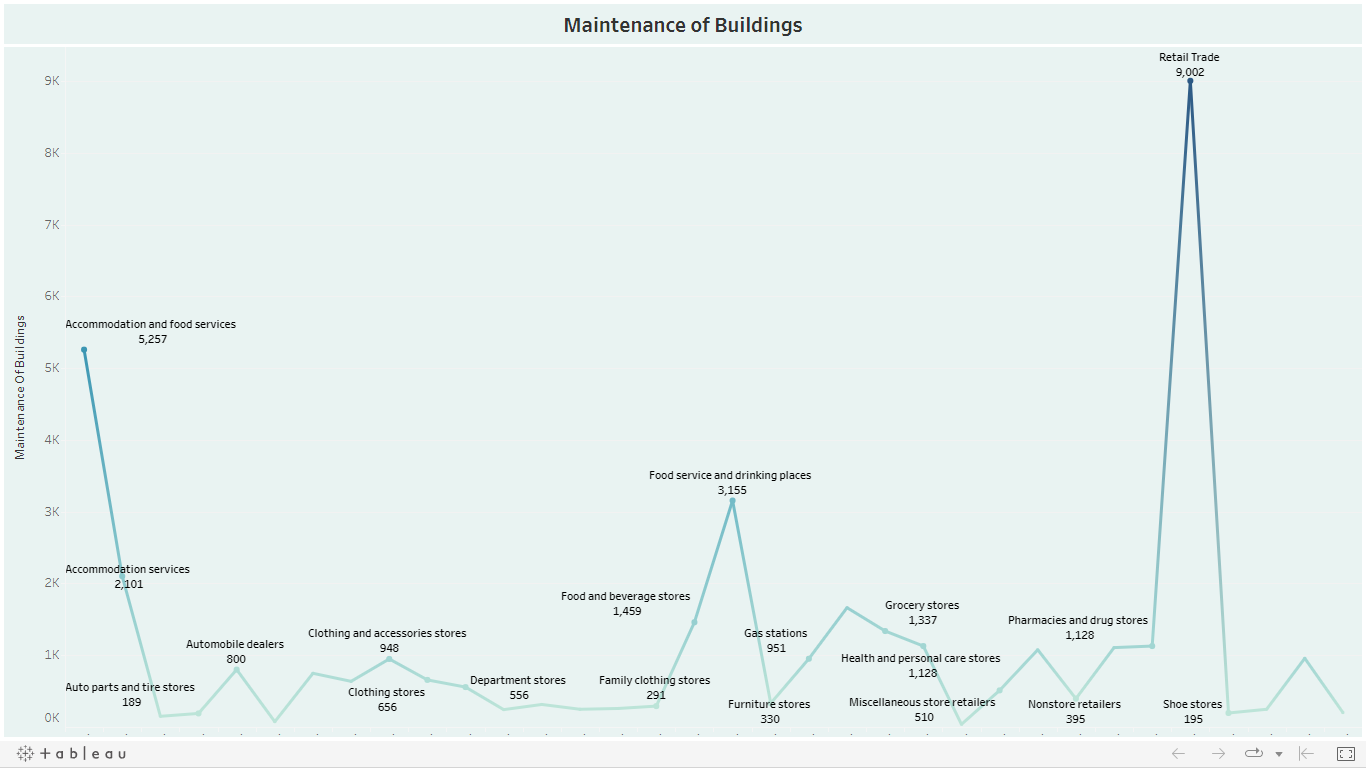 Maintenance of Buildings
Retail Trade
9,002
9K
8K
7K
6K
Accommodation and food services
5,257
5K
4K
Maintenance Of Buildings
Food service and drinking places
3,155
3K
Accommodation services
2,101
2K
Food and beverage stores
1,459
Grocery stores
1,337
Pharmacies and drug stores
1,128
Clothing and accessories stores
948
Gas stations
951
Automobile dealers
800
1K
Health and personal care stores
1,128
Department stores
556
Family clothing stores
291
Auto parts and tire stores
189
Clothing stores
656
Furniture stores
330
Miscellaneous store retailers
510
Nonstore retailers
395
Shoe stores
195
0K
+ableau